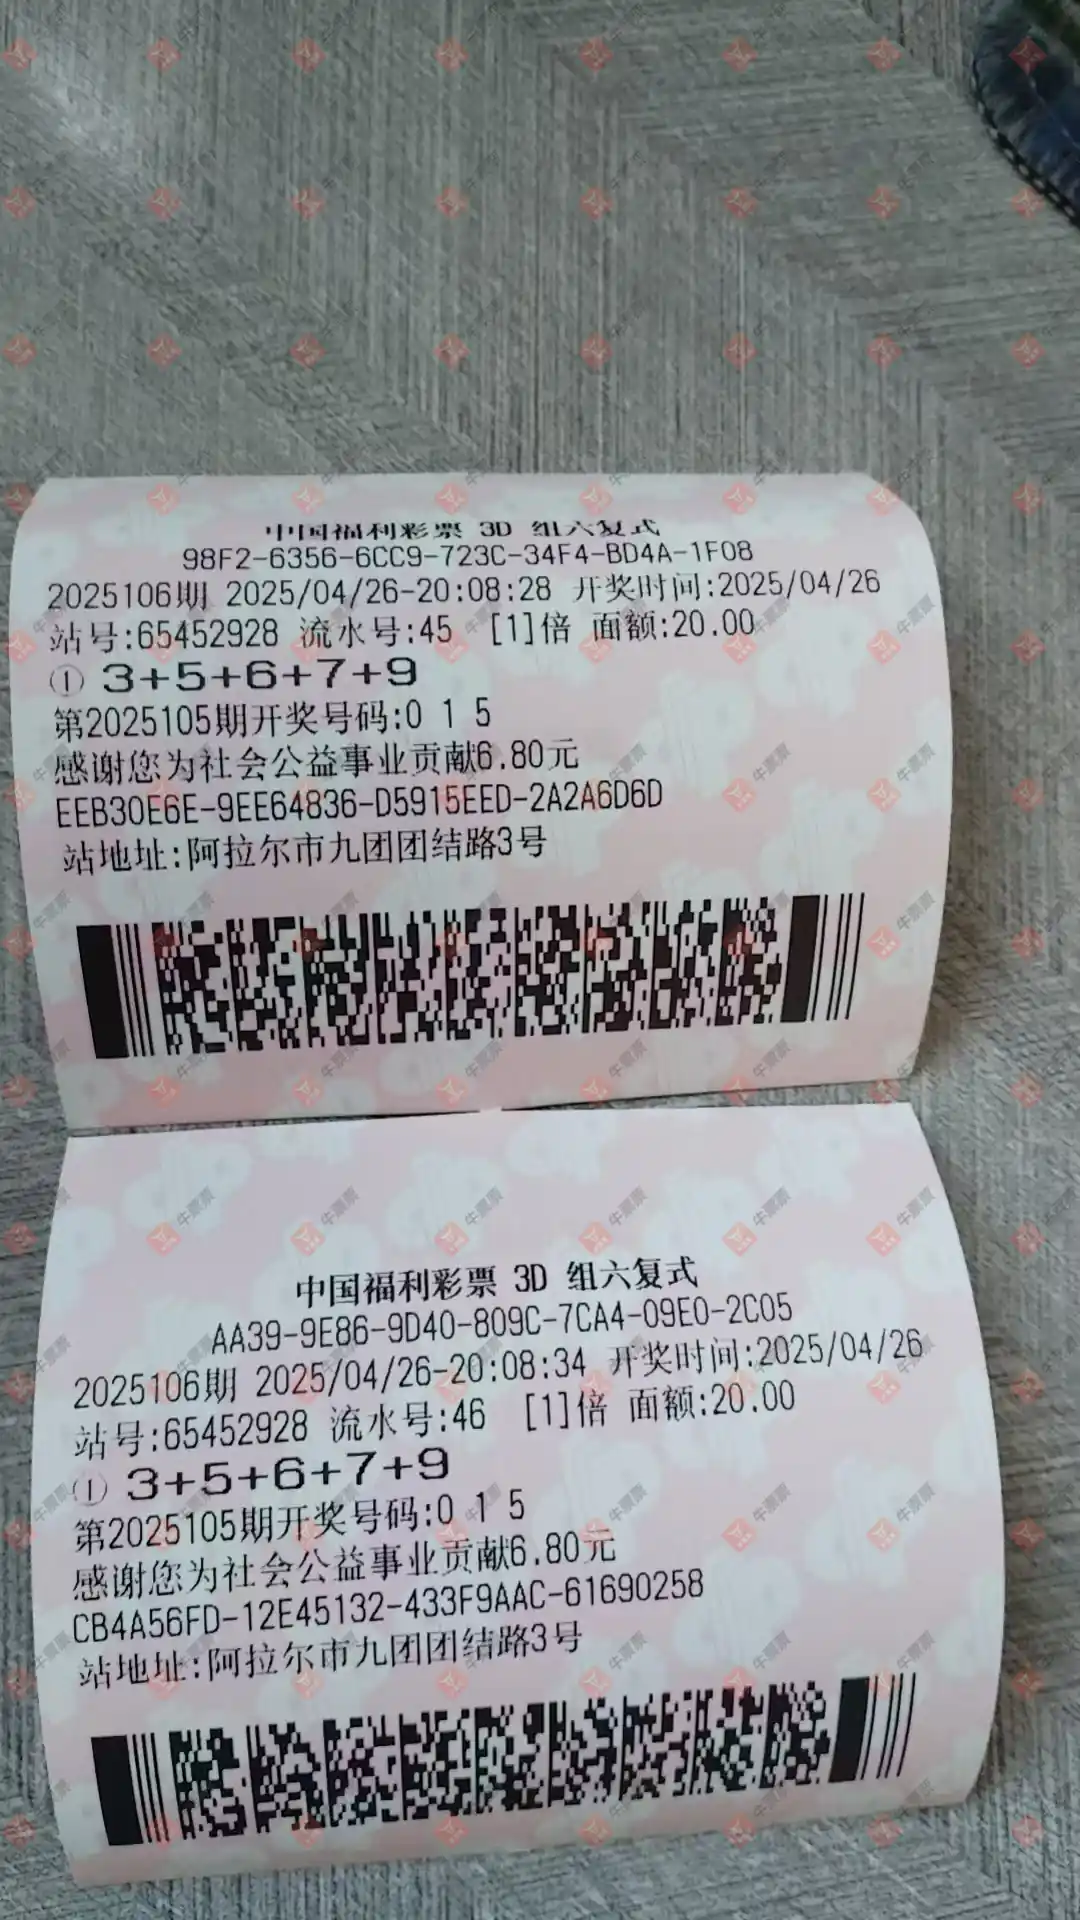 中国福利彩票 3D 组六复式
98F2-6356-6CC9-723C-34F4-BD4A-1F08
2025106期 2025/04/26-20:08:28 开奖时间:2025/04/26
站号:65452928 流水号:45 [1]倍 面额:20.00
① 3+5+6+7+9
第2025105期开奖号码:0 1 5
感谢您为社会公益事业贡献6.80元
EEB30E6E-9EE64836-D5915EED-2A2A6D6D
站地址:阿拉尔市九团团结路3号
中国福利彩票 3D 组六复式
AA39-9E86-9D40-809C-7CA4-09E0-2C05
2025106期 2025/04/26-20:08:34 开奖时间:2025/04/26
站号:65452928 流水号:46 [1]倍 面额:20.00
① 3+5+6+7+9
第2025105期开奖号码:0 1 5
感谢您为社会公益事业贡献6.80元
CB4A56FD-12E45132-433F9AAC-61690258
站地址:阿拉尔市九团团结路3号
牛票票